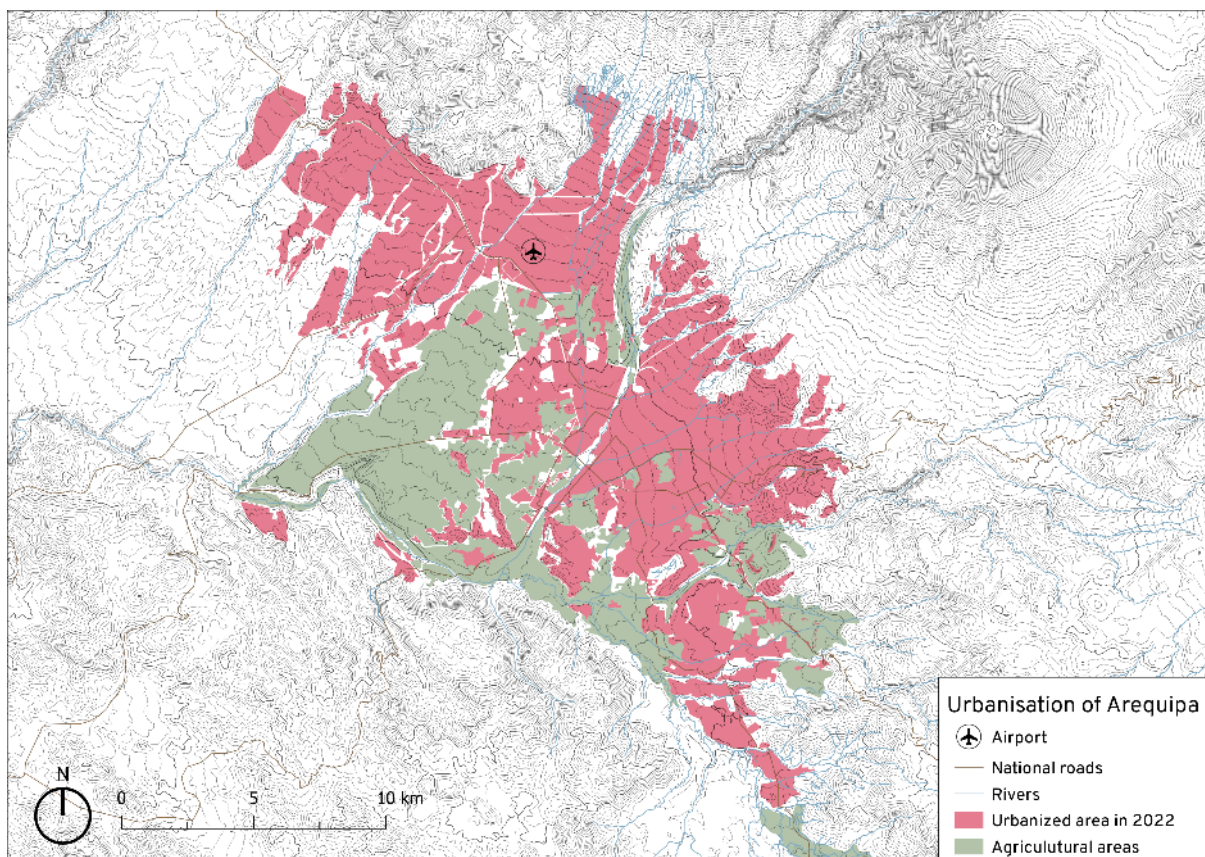 Urbanisation of Arequipa
Airport
National roads
Rivers
Urbanized area in 2022
Agriculutural areas
N
0 5 10 km